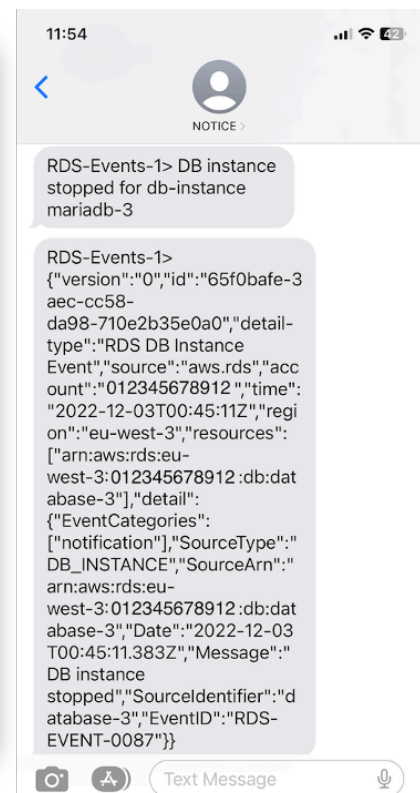 11:54
42
NOTICE >
RDS-Events-1> DB instance
stopped for db-instance
mariadb-3
RDS-Events-1>
{"version":"0","id":"65f0bafe-3
aec-cc58-
da98-710e2b35e0a0","detail-
type":"RDS DB Instance
Event","source":"aws.rds","acc
ount":"012345678912 ","time":
"2022-12-03T00:45:11Z","regi
on":"eu-west-3","resources":
["arn:aws:rds:eu-
west-3:012345678912 :db:dat
abase-3"],"detail":
{"EventCategories":
["notification"],"SourceType":"
DB_INSTANCE","SourceArn":"
arn:aws:rds:eu-
west-3:012345678912 :db:dat
abase-3","Date":"2022-12-03
T00:45:11.383Z","Message":"
DB instance
stopped","SourceIdentifier":"d
atabase-3","EventID":"RDS-
EVENT-0087"}}
Text Message